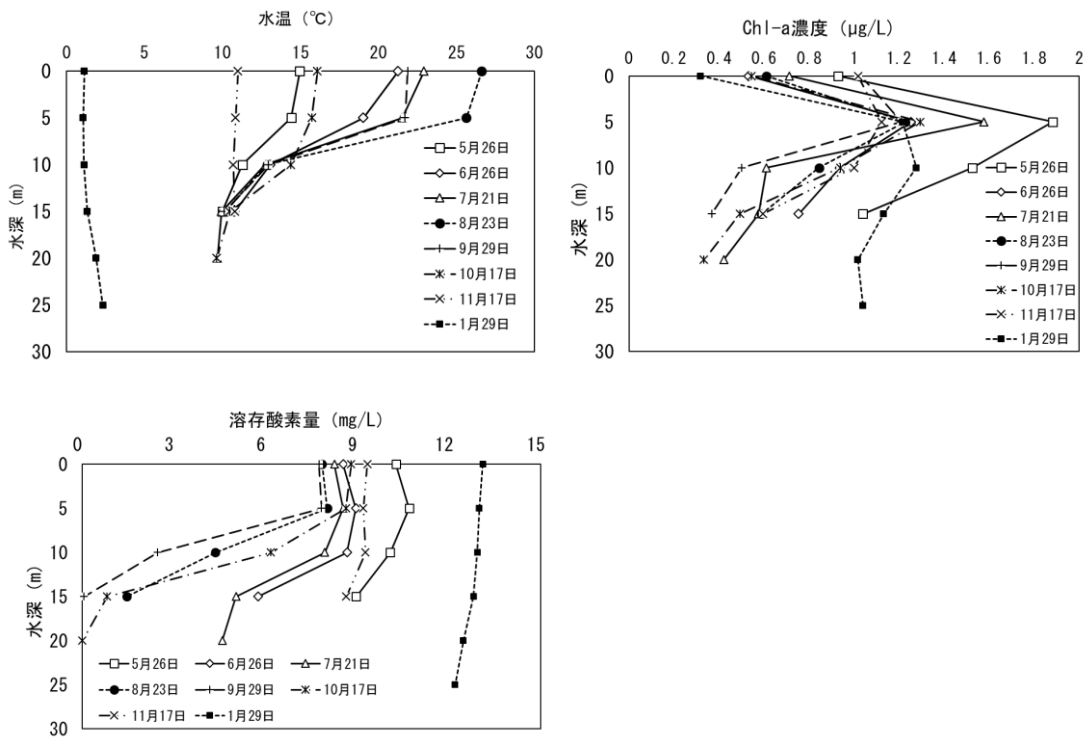 水温（℃）
0 5 10 15 20 25 30
0
5
10
15
20
25
30
水深（m）
5月26日
6月26日
7月21日
8月23日
9月29日
10月17日
11月17日
1月29日
Chl-a濃度（μg/L）
0 0.2 0.4 0.6 0.8 1 1.2 1.4 1.6 1.8 2
0
5
10
15
20
25
30
水深（m）
5月26日
6月26日
7月21日
8月23日
9月29日
10月17日
11月17日
1月29日
溶存酸素量（mg/L）
0 3 6 9 12 15
0
5
10
15
20
25
30
水深（m）
5月26日 6月26日 7月21日
8月23日 9月29日 10月17日
11月17日 1月29日